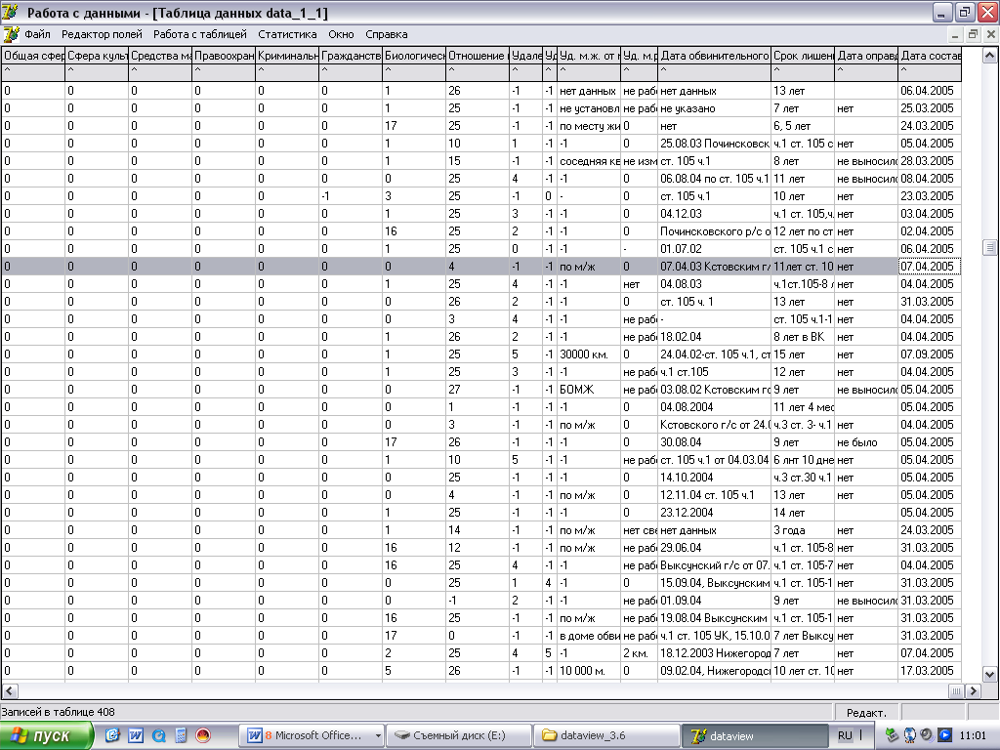 Работа с данными - [Таблица данных data_1_1]
Файл Редактор полей Работа с таблицей Статистика Окно Справка
Общая сфер Сфера культ Средства ма Правоохран Криминальн Гражданств Биологическ Отношение Удале Уд Уд. м.ж. от Уд. м.р Дата обвинительного Срок лишен Дата оправд Дата состав
^ ^ ^ ^ ^ ^ ^ ^ ^ ^ ^ ^ ^ ^ ^ ^
0 0 0 0 0 0 1 26 -1 -1 нет данных не рабо нет данных 13 лет 06.04.2005
0 0 0 0 0 0 1 25 -1 -1 не установл не рабо не указано 7 лет нет 25.03.2005
0 0 0 0 0 0 17 25 -1 -1 по месту жи 0 нет 6, 5 лет 24.03.2005
0 0 0 0 0 0 1 10 1 -1 -1 0 25.08.03 Починсковск ч.1 ст. 105 с нет 05.04.2005
0 0 0 0 0 0 1 15 -1 -1 соседняя кв не изм ст. 105 ч.1 8 лет не выносилс 28.03.2005
0 0 0 0 0 0 0 25 4 -1 -1 0 06.08.04 по ст. 105 ч.1 11 лет не выносилс 08.04.2005
0 0 0 0 0 -1 3 25 -1 0 - 0 ст. 105 ч.1 10 лет нет 23.03.2005
0 0 0 0 0 0 1 25 3 -1 -1 0 04.12.03 ч.1 ст. 105,ч. нет 03.04.2005
0 0 0 0 0 0 16 25 2 -1 -1 0 Починсковского р/с о 12 лет по ст нет 02.04.2005
0 0 0 0 0 0 1 25 0 -1 -1 - 01.07.02 ст. 105 ч.1 с нет 06.04.2005
0 0 0 0 0 0 0 4 -1 -1 по м/ж 0 07.04.03 Кстовским г/ 11лет ст. 10 нет 07.04.2005
0 0 0 0 0 0 1 25 4 -1 -1 нет 04.08.03 ч.1ст.105-8 л нет 04.04.2005
0 0 0 0 0 0 0 26 2 -1 -1 0 ст. 105 ч. 1 13 лет нет 31.03.2005
0 0 0 0 0 0 0 3 4 -1 -1 не рабо - ст. 105 ч.1-1 нет 04.04.2005
0 0 0 0 0 0 1 26 2 -1 -1 не рабо 18.02.04 8 лет в ВК нет 04.04.2005
0 0 0 0 0 0 1 25 5 -1 30000 км. 0 24.04.02-ст. 105 ч.1, ст 15 лет нет 07.09.2005
0 0 0 0 0 0 1 25 3 -1 -1 не рабо ч.1 ст.105 12 лет нет 04.04.2005
0 0 0 0 0 0 0 27 -1 -1 БОМЖ не рабо 03.08.02 Кстовским го 9 лет не выносилс 05.04.2005
0 0 0 0 0 0 0 1 -1 -1 -1 0 04.08.2004 11 лет 4 мес 05.04.2005
0 0 0 0 0 0 0 3 -1 -1 по м/ж 0 Кстовского г/с от 24.0 ч.3 ст. 3- ч.1 нет 04.04.2005
0 0 0 0 0 0 17 26 -1 -1 -1 0 30.08.04 9 лет не было 05.04.2005
0 0 0 0 0 0 1 10 5 -1 -1 не рабо ст. 105 ч.1 от 04.03.04 6 лнт 10 дне нет 05.04.2005
0 0 0 0 0 0 0 25 -1 -1 -1 0 14.10.2004 ч.3 ст.30 ч.1 нет 05.04.2005
0 0 0 0 0 0 0 4 -1 -1 по м/ж 0 12.11.04 ст. 105 ч.1 13 лет нет 05.04.2005
0 0 0 0 0 0 1 25 -1 -1 -1 0 23.12.2004 14 лет 05.04.2005
0 0 0 0 0 0 1 14 -1 -1 по м/ж нет све нет данных 3 года нет 24.03.2005
0 0 0 0 0 0 16 12 -1 -1 по м/ж не рабо 29.06.04 ч.1 ст. 105-8 нет 31.03.2005
0 0 0 0 0 0 16 25 4 -1 -1 не рабо Выксунский г/с от 07. ч.1 ст. 105-7 нет 04.04.2005
0 0 0 0 0 0 0 25 1 4 -1 0 15.09.04, Выксунским ч.1 ст. 105-1 нет 31.03.2005
0 0 0 0 0 0 0 -1 2 -1 -1 не рабо 01.09.04 9 лет не выносилс 31.03.2005
0 0 0 0 0 0 16 25 -1 -1 по м/ж не рабо 19.08.04 Выксунским ч.1 ст. 105-1 нет 31.03.2005
0 0 0 0 0 0 17 0 -1 -1 в доме обви не рабо ч.1 ст. 105 УК, 15.10.0 7 лет Выксу нет 31.03.2005
0 0 0 0 0 0 2 25 4 5 -1 2 км. 18.12.2003 Нижегород 7 лет нет 07.04.2005
0 0 0 0 0 0 5 26 -1 -1 10 000 м. 0 09.02.04, Нижегородс 10 лет ст. 10 нет 17.03.2005
Записей в таблице 408 Редакт.
пуск 8 Microsoft Office... Съемный диск (E:) dataview_3.6 dataview RU 11:01